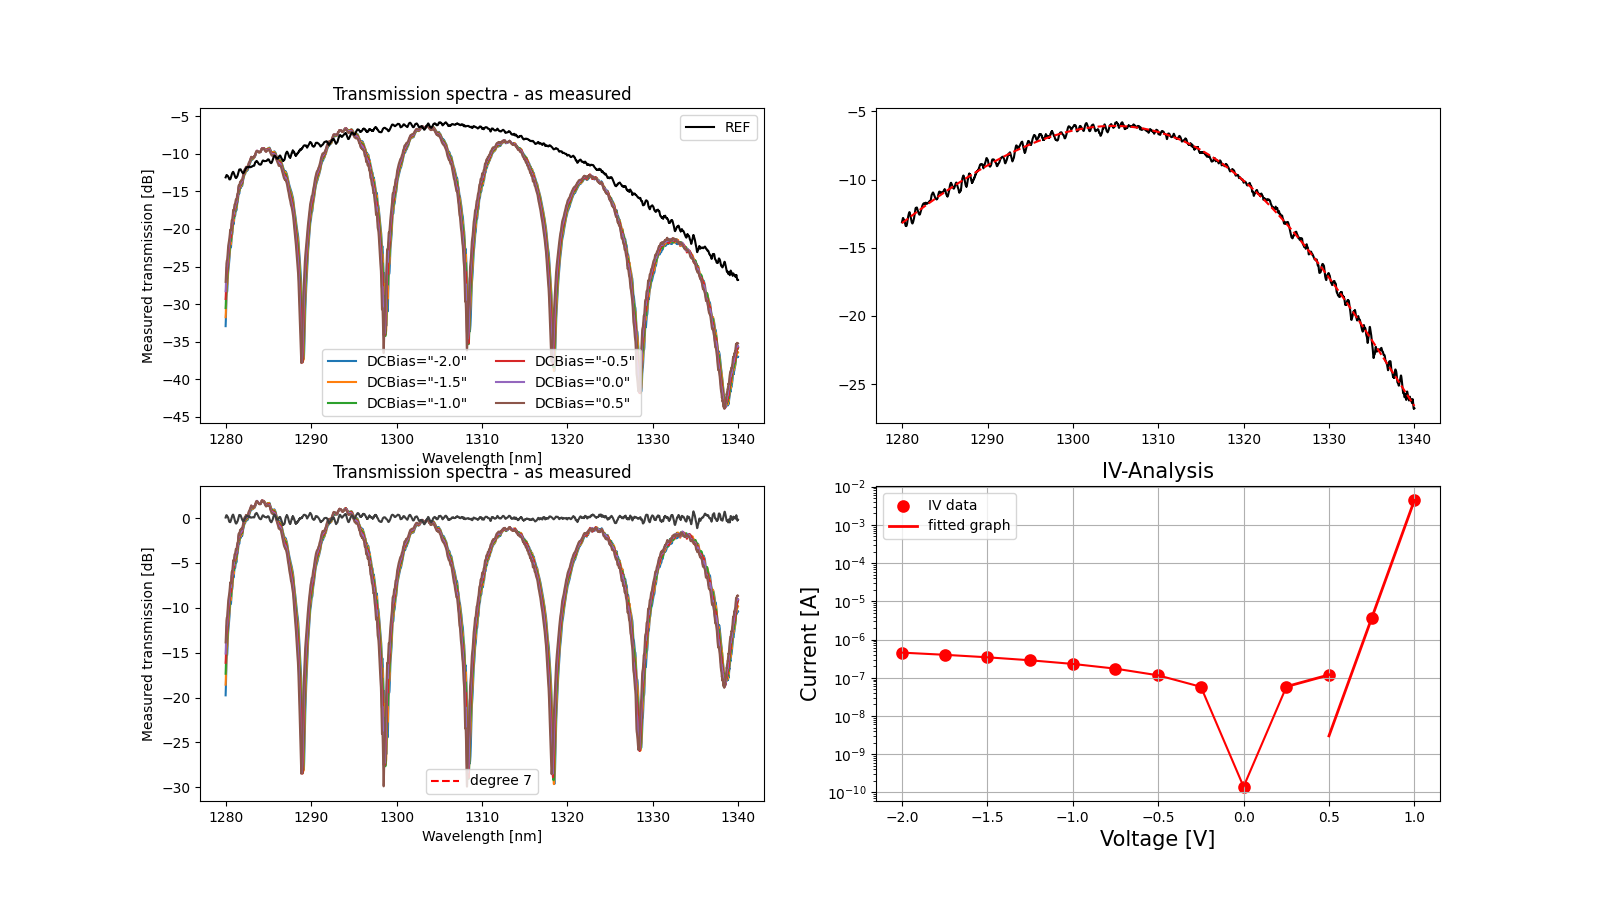 Transmission spectra - as measured
Measured transmission [dB]
−5
−10
−15
−20
−25
−30
−35
−40
−45
REF
DCBias="-2.0"
DCBias="-1.5"
DCBias="-1.0"
DCBias="-0.5"
DCBias="0.0"
DCBias="0.5"
1280 1290 1300 1310 1320 1330 1340
Wavelength [nm]
−5
−10
−15
−20
−25
1280 1290 1300 1310 1320 1330 1340
Transmission spectra - as measured
Measured transmission [dB]
0
−5
−10
−15
−20
−25
−30
degree 7
1280 1290 1300 1310 1320 1330 1340
Wavelength [nm]
IV-Analysis
Current [A]
10⁻²
10⁻³
10⁻⁴
10⁻⁵
10⁻⁶
10⁻⁷
10⁻⁸
10⁻⁹
10⁻¹⁰
IV data
fitted graph
−2.0 −1.5 −1.0 −0.5 0.0 0.5 1.0
Voltage [V]